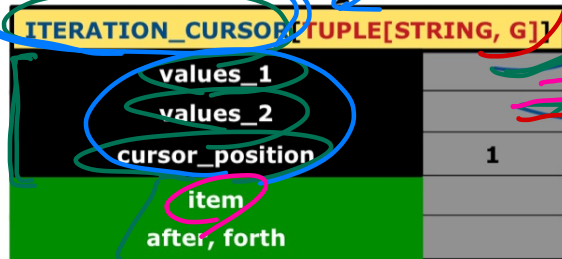 ITERATION_CURSOR[TUPLE[STRING, G]]
values_1
values_2
cursor_position 1
item
after, forth